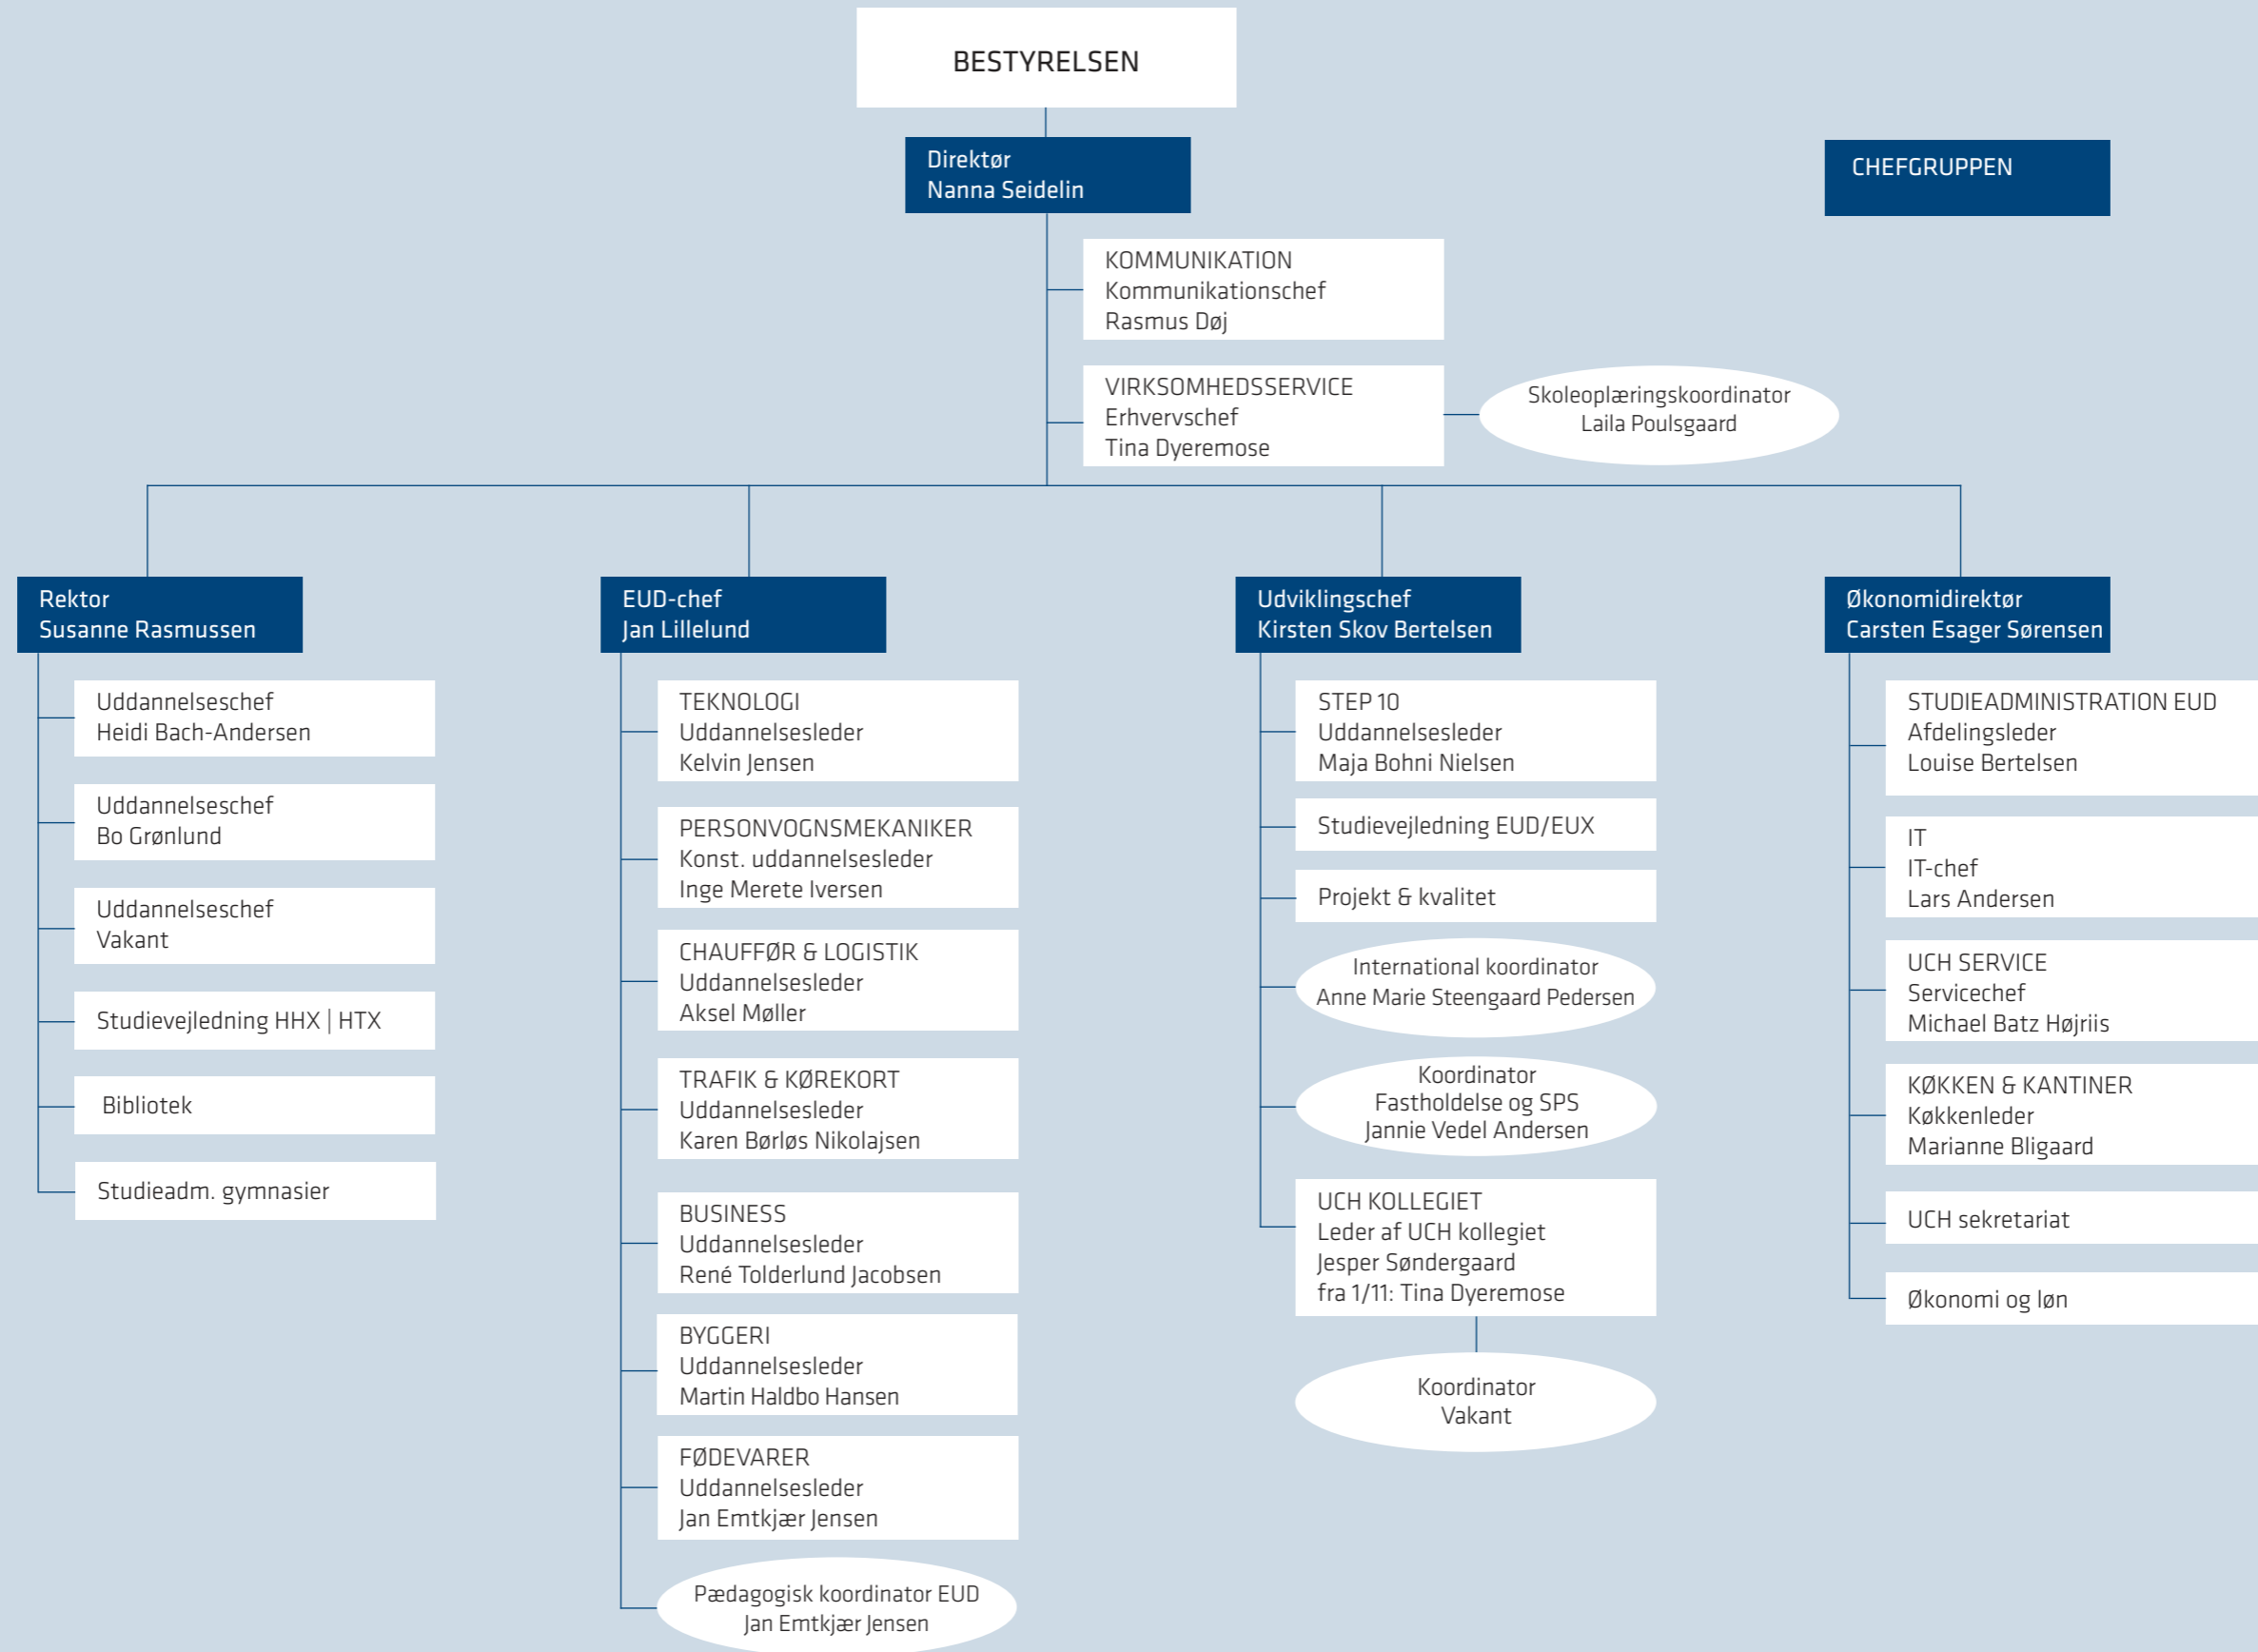 BESTYRELSEN
Direktør
Nanna Seidelin
CHEFGRUPPEN
KOMMUNIKATION
Kommunikationschef
Rasmus Døj
VIRKSOMHEDSSERVICE
Erhvervschef
Tina Dyeremose
Skoleoplæringskoordinator
Laila Poulsgaard
Rektor
Susanne Rasmussen
Uddannelseschef
Heidi Bach-Andersen
Uddannelseschef
Bo Grønlund
Uddannelseschef
Vakant
Studievejledning HHX | HTX
Bibliotek
Studieadm. gymnasier
EUD-chef
Jan Lillelund
TEKNOLOGI
Uddannelsesleder
Kelvin Jensen
PERSONVOGNSMEKANIKER
Konst. uddannelsesleder
Inge Merete Iversen
CHAUFFØR & LOGISTIK
Uddannelsesleder
Aksel Møller
TRAFIK & KØREKORT
Uddannelsesleder
Karen Børløs Nikolajsen
BUSINESS
Uddannelsesleder
René Tolderlund Jacobsen
BYGGERI
Uddannelsesleder
Martin Haldbo Hansen
FØDEVARER
Uddannelsesleder
Jan Emtkjær Jensen
Pædagogisk koordinator EUD
Jan Emtkjær Jensen
Udviklingschef
Kirsten Skov Bertelsen
STEP 10
Uddannelsesleder
Maja Bohni Nielsen
Studievejledning EUD/EUX
Projekt & kvalitet
International koordinator
Anne Marie Steengaard Pedersen
Koordinator
Fastholdelse og SPS
Jannie Vedel Andersen
UCH KOLLEGIET
Leder af UCH kollegiet
Jesper Søndergaard
fra 1/11: Tina Dyeremose
Koordinator
Vakant
Økonomidirektør
Carsten Esager Sørensen
STUDIEADMINISTRATION EUD
Afdelingsleder
Louise Bertelsen
IT
IT-chef
Lars Andersen
UCH SERVICE
Servicechef
Michael Batz Højriis
KØKKEN & KANTINER
Køkkenleder
Marianne Bligaard
UCH sekretariat
Økonomi og løn